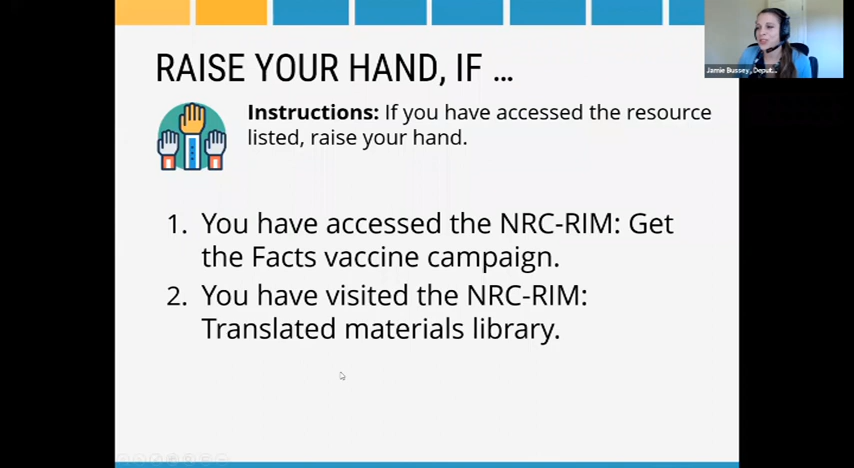 RAISE YOUR HAND, IF …
Jamie Bussey, Deput...
Instructions: If you have accessed the resource
listed, raise your hand.
1. You have accessed the NRC-RIM: Get
the Facts vaccine campaign.
2. You have visited the NRC-RIM:
Translated materials library.